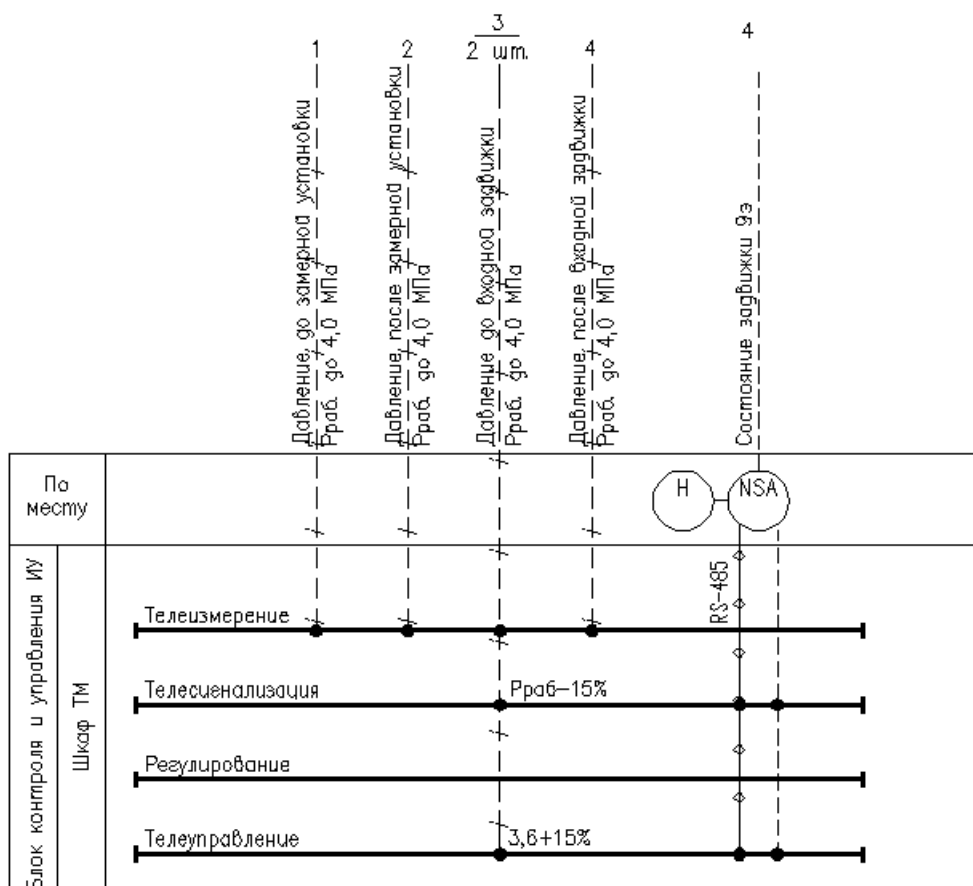 1
2
3
2 шт.
4
4
Давление до замерной установки
Рраб. до 4,0 МПа
Давление после замерной установки
Рраб. до 4,0 МПа
Давление до входной задвижки
Рраб. до 4,0 МПа
Давление после входной задвижки
Рраб. до 4,0 МПа
Состояние задвижки 9э
По
месту
H
NSA
Блок контроля и управления ИУ
Шкаф ТМ
RS-485
Телеизмерение
Телесигнализация
Рраб-15%
Регулирование
Телеуправление
3,6+15%